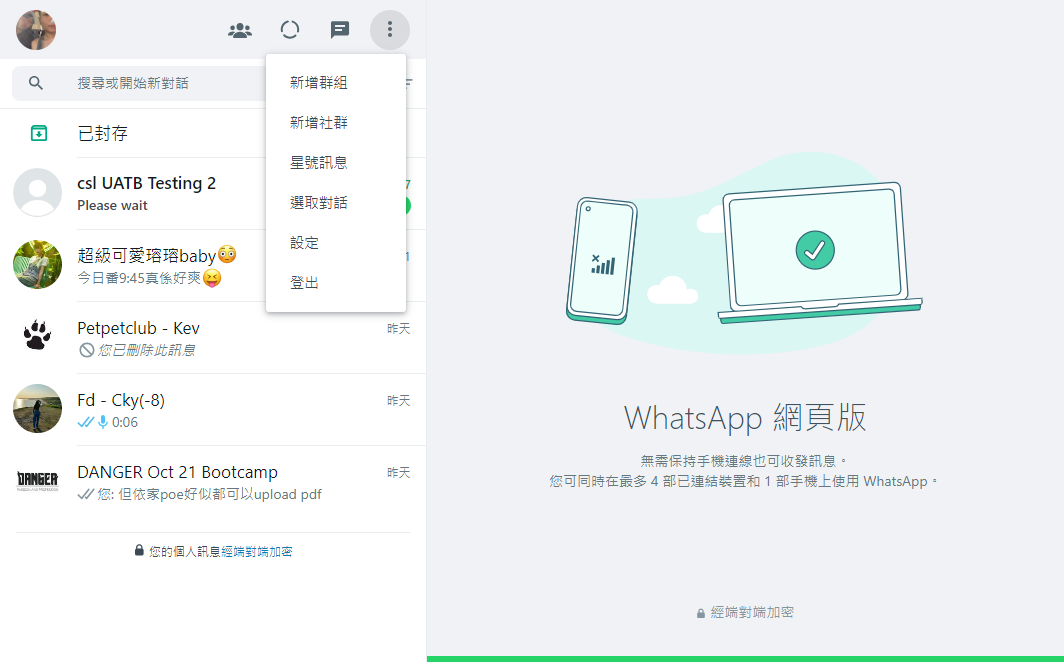 搜尋或開始新對話
新增群組
新增社群
星號訊息
選取對話
設定
登出
已封存
csl UATB Testing 2
Please wait
超級可愛瑢瑢baby😳
今日番9:45真係好爽😝
Petpetclub - Kev
昨天
您已刪除此訊息
Fd - Cky(-8)
昨天
0:06
DANGER
DANGER Oct 21 Bootcamp
昨天
您: 但依家poe好似都可以upload pdf
您的個人訊息經端對端加密
WhatsApp 網頁版
無需保持手機連線也可收發訊息。
您可同時在最多 4 部已連結裝置和 1 部手機上使用 WhatsApp。
經端對端加密